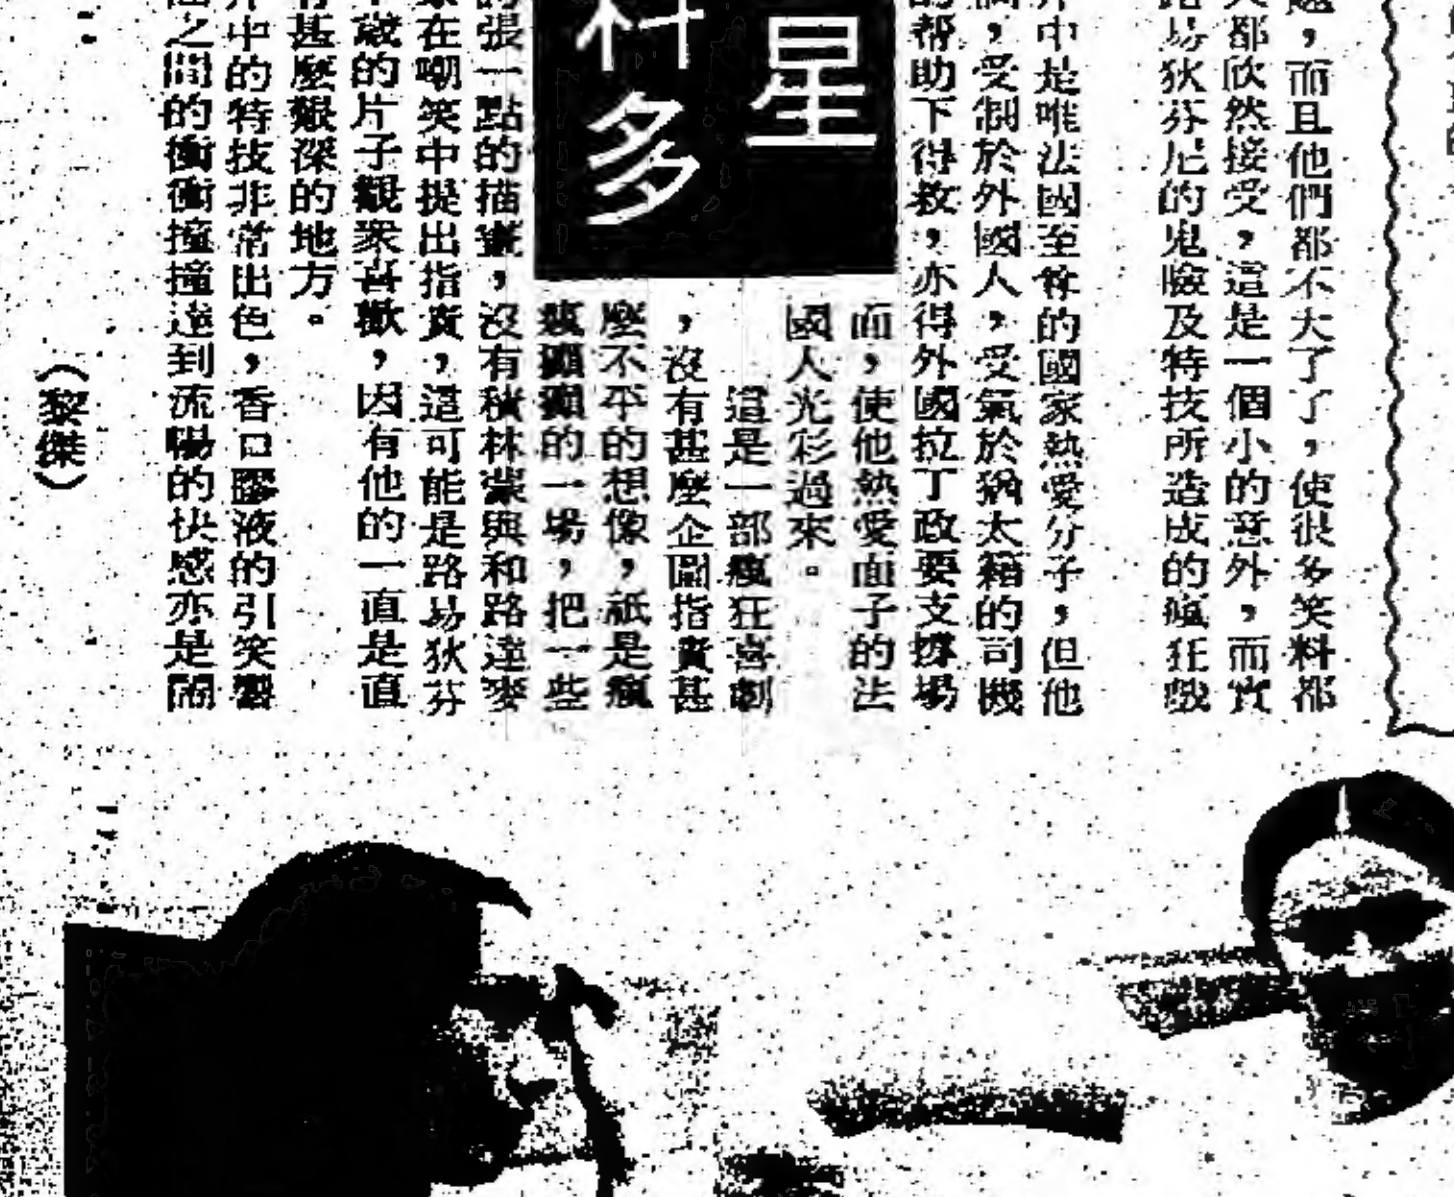 趣，而且他們都不大了了，使很多笑料都
都欣然接受，這是一個小的意外，而實
路易狄芬尼的鬼臉及特技所造成的瘋狂戲
片中是唯法國至尊的國家熱愛分子，但他
，受制於外國人，受氣於猶太籍的司機
的幫助下得救，亦得外國拉丁政要支撐場
面，使他熱愛面子的法
國人光彩過來。
這是一部瘋狂喜劇
，沒有甚麼企圖指責甚
麼不平的想像，祇是瘋
瘋癲癲的一場，把一些
星
料多
的張一點的描畫，沒有秋林濛與和路達麥
在嘲笑中提出指責，這可能是路易狄芬
的片子觀衆喜歡，因有他的一直是直
有甚麼艱深的地方。
片中的特技非常出色，香口膠液的引笑製
之間的衝衝撞撞達到流暢的快感亦是鬧
（黎傑）